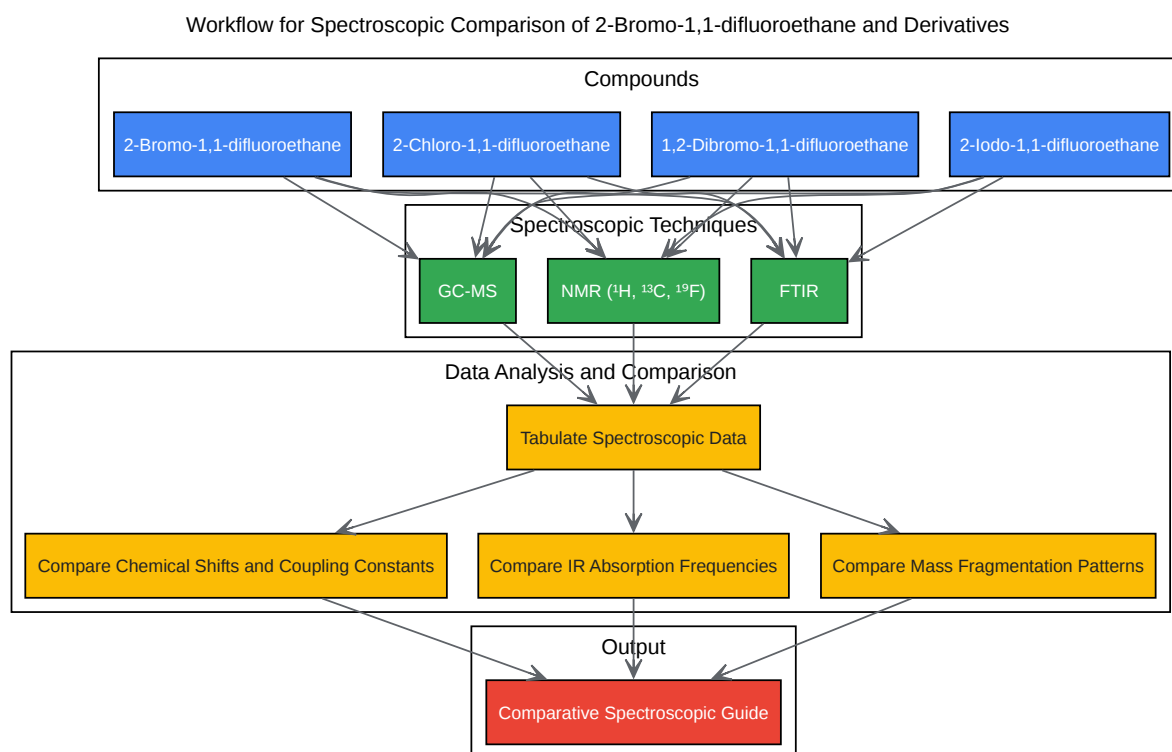 Workflow for Spectroscopic Comparison of 2-Bromo-1,1-difluoroethane and Derivatives
Compounds
2-Bromo-1,1-difluoroethane
2-Chloro-1,1-difluoroethane
1,2-Dibromo-1,1-difluoroethane
2-Iodo-1,1-difluoroethane
Spectroscopic Techniques
GC-MS
NMR (¹H, ¹³C, ¹⁹F)
FTIR
Data Analysis and Comparison
Tabulate Spectroscopic Data
Compare Chemical Shifts and Coupling Constants
Compare IR Absorption Frequencies
Compare Mass Fragmentation Patterns
Output
Comparative Spectroscopic Guide